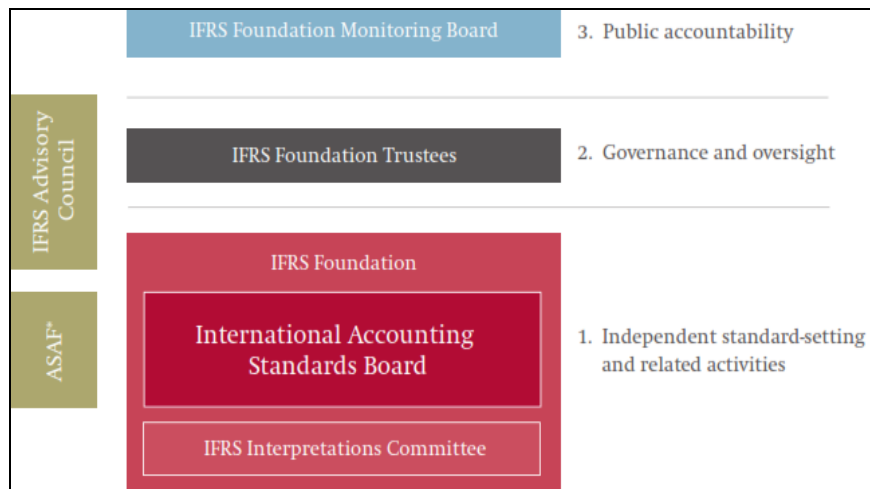 IFRS Foundation Monitoring Board
3. Public accountability
IFRS Advisory
Council
IFRS Foundation Trustees
2. Governance and oversight
IFRS Foundation
International Accounting
Standards Board
1. Independent standard-setting
and related activities
ASAF*
IFRS Interpretations Committee